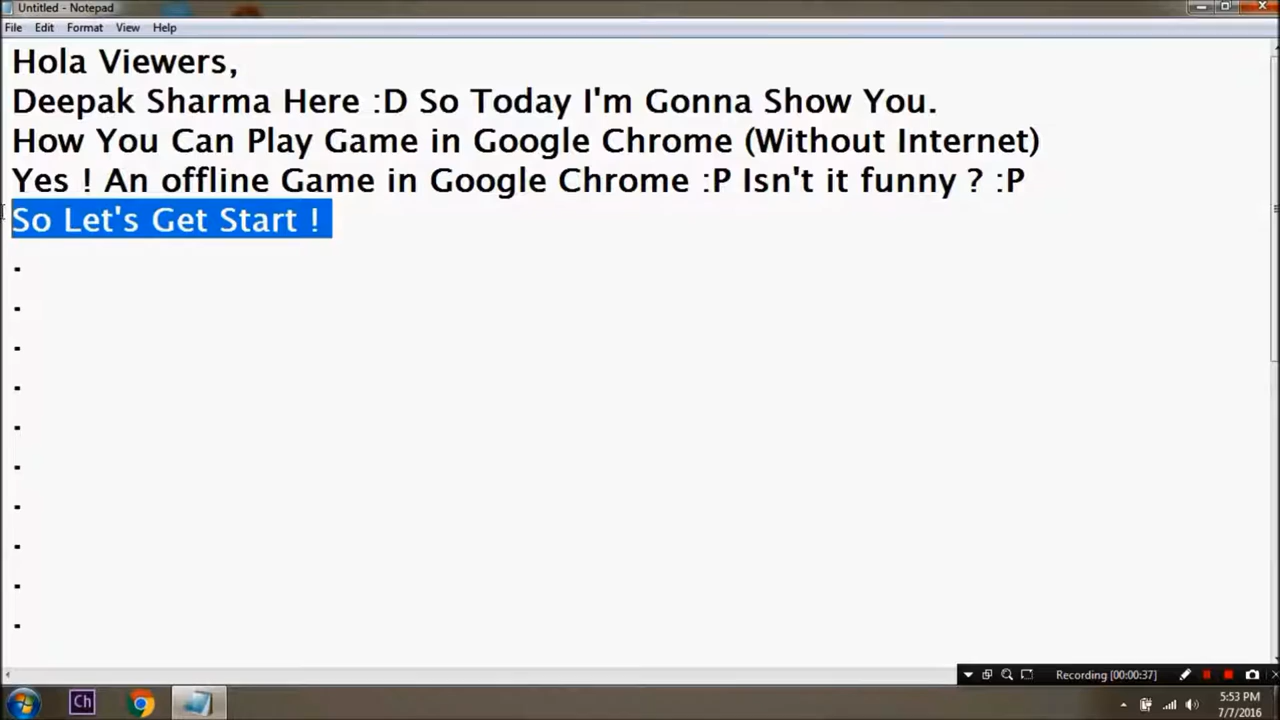 Untitled - Notepad
File Edit Format View Help
Hola Viewers,
Deepak Sharma Here :D So Today I'm Gonna Show You.
How You Can Play Game in Google Chrome (Without Internet)
Yes ! An offline Game in Google Chrome :P Isn't it funny ? :P
So Let's Get Start !
.
.
.
.
.
.
.
.
.
.
Recording [00:00:37]
Ch
5:53 PM
7/7/2016